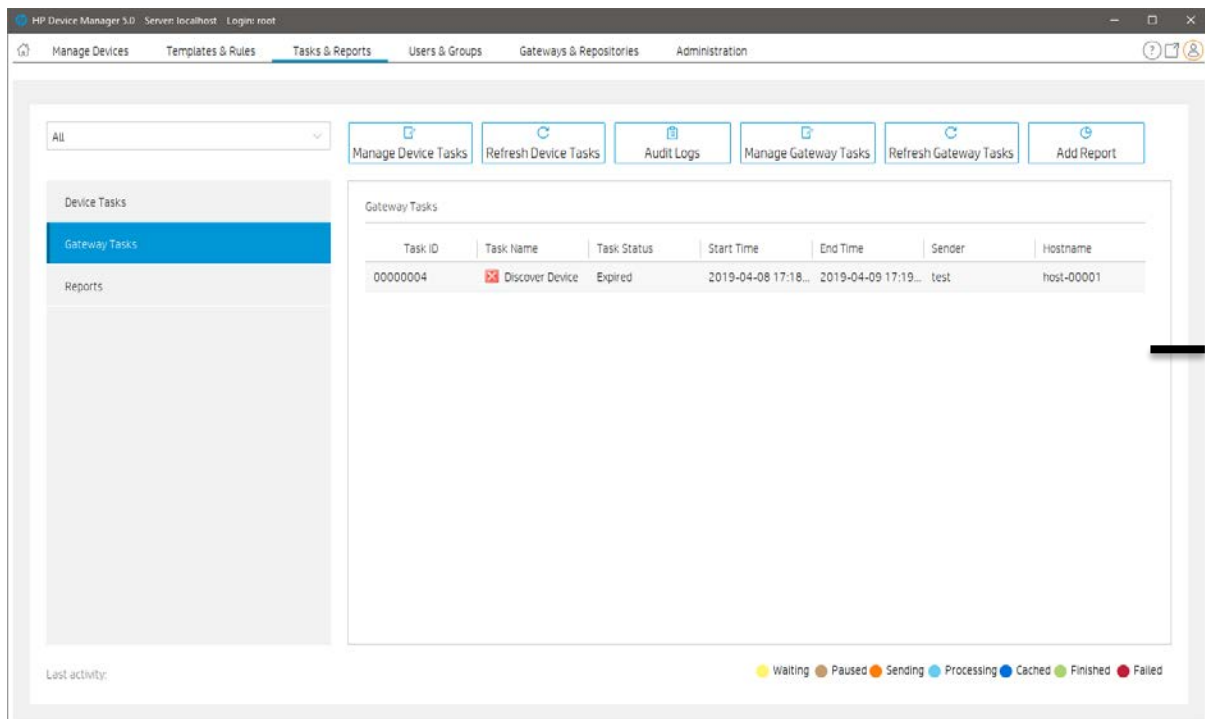 HP Device Manager 5.0 Server: localhost Login: root
Manage Devices Templates & Rules Tasks & Reports Users & Groups Gateways & Repositories Administration
All
Manage Device Tasks Refresh Device Tasks Audit Logs Manage Gateway Tasks Refresh Gateway Tasks Add Report
Device Tasks
Gateway Tasks
Reports
Gateway Tasks
Task ID Task Name Task Status Start Time End Time Sender Hostname
00000004 Discover Device Expired 2019-04-08 17:18... 2019-04-09 17:19... test host-00001
Last activity:
Waiting Paused Sending Processing Cached Finished Failed